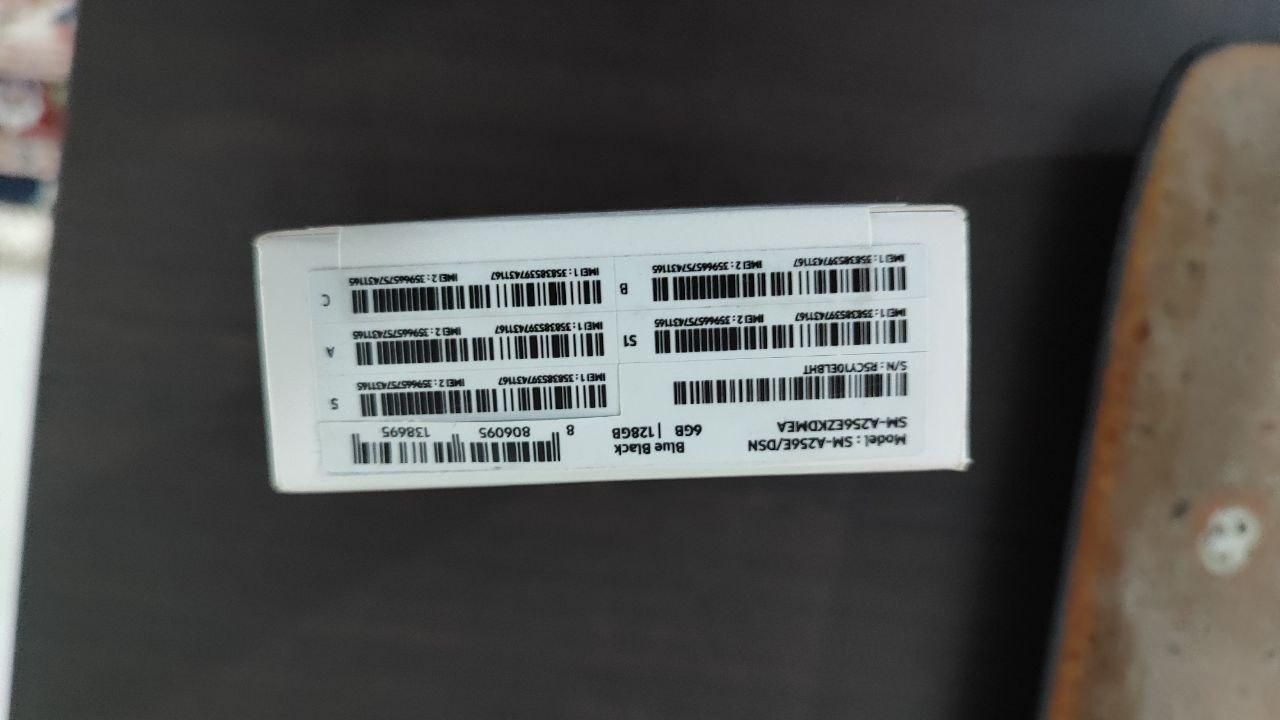 Model : SM-A256E/DSN
SM-A256EZKDMEA
Blue Black
6GB | 128GB
8 806095 138695
S/N : R5CY10ELBHT
S
IMEI 1 : 358385397431167 IMEI 2 : 359665757431165
S1
IMEI 1 : 358385397431167 IMEI 2 : 359665757431165
A
IMEI 1 : 358385397431167 IMEI 2 : 359665757431165
B
IMEI 1 : 358385397431167 IMEI 2 : 359665757431165
C
IMEI 1 : 358385397431167 IMEI 2 : 359665757431165